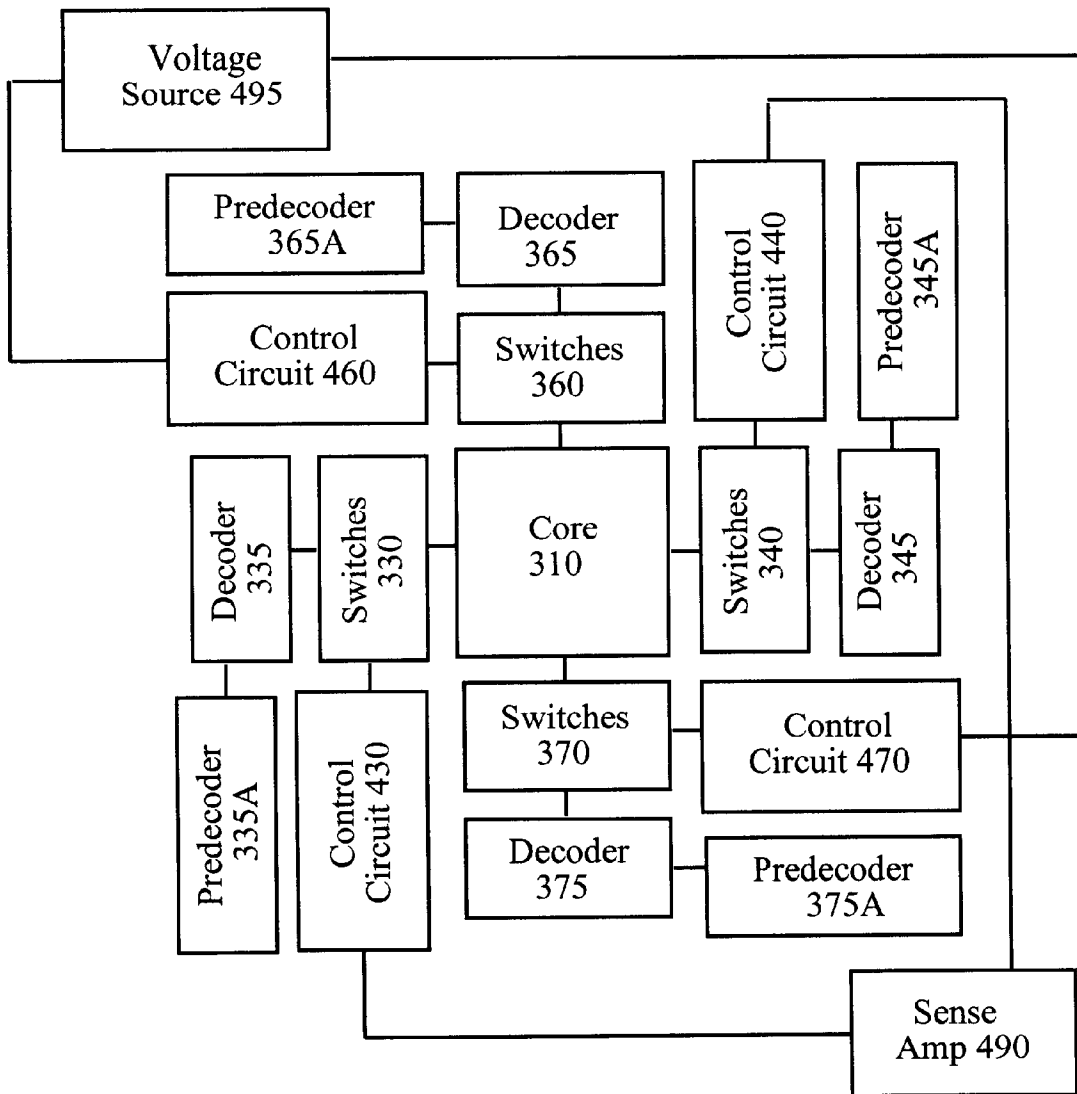 Voltage
Source 495
Predecoder
365A
Decoder
365
Control
Circuit 440
Predecoder
345A
Control
Circuit 460
Switches
360
Decoder
335
Switches
330
Core
310
Switches
340
Decoder
345
Predecoder
335A
Control
Circuit 430
Switches
370
Control
Circuit 470
Decoder
375
Predecoder
375A
Sense
Amp 490